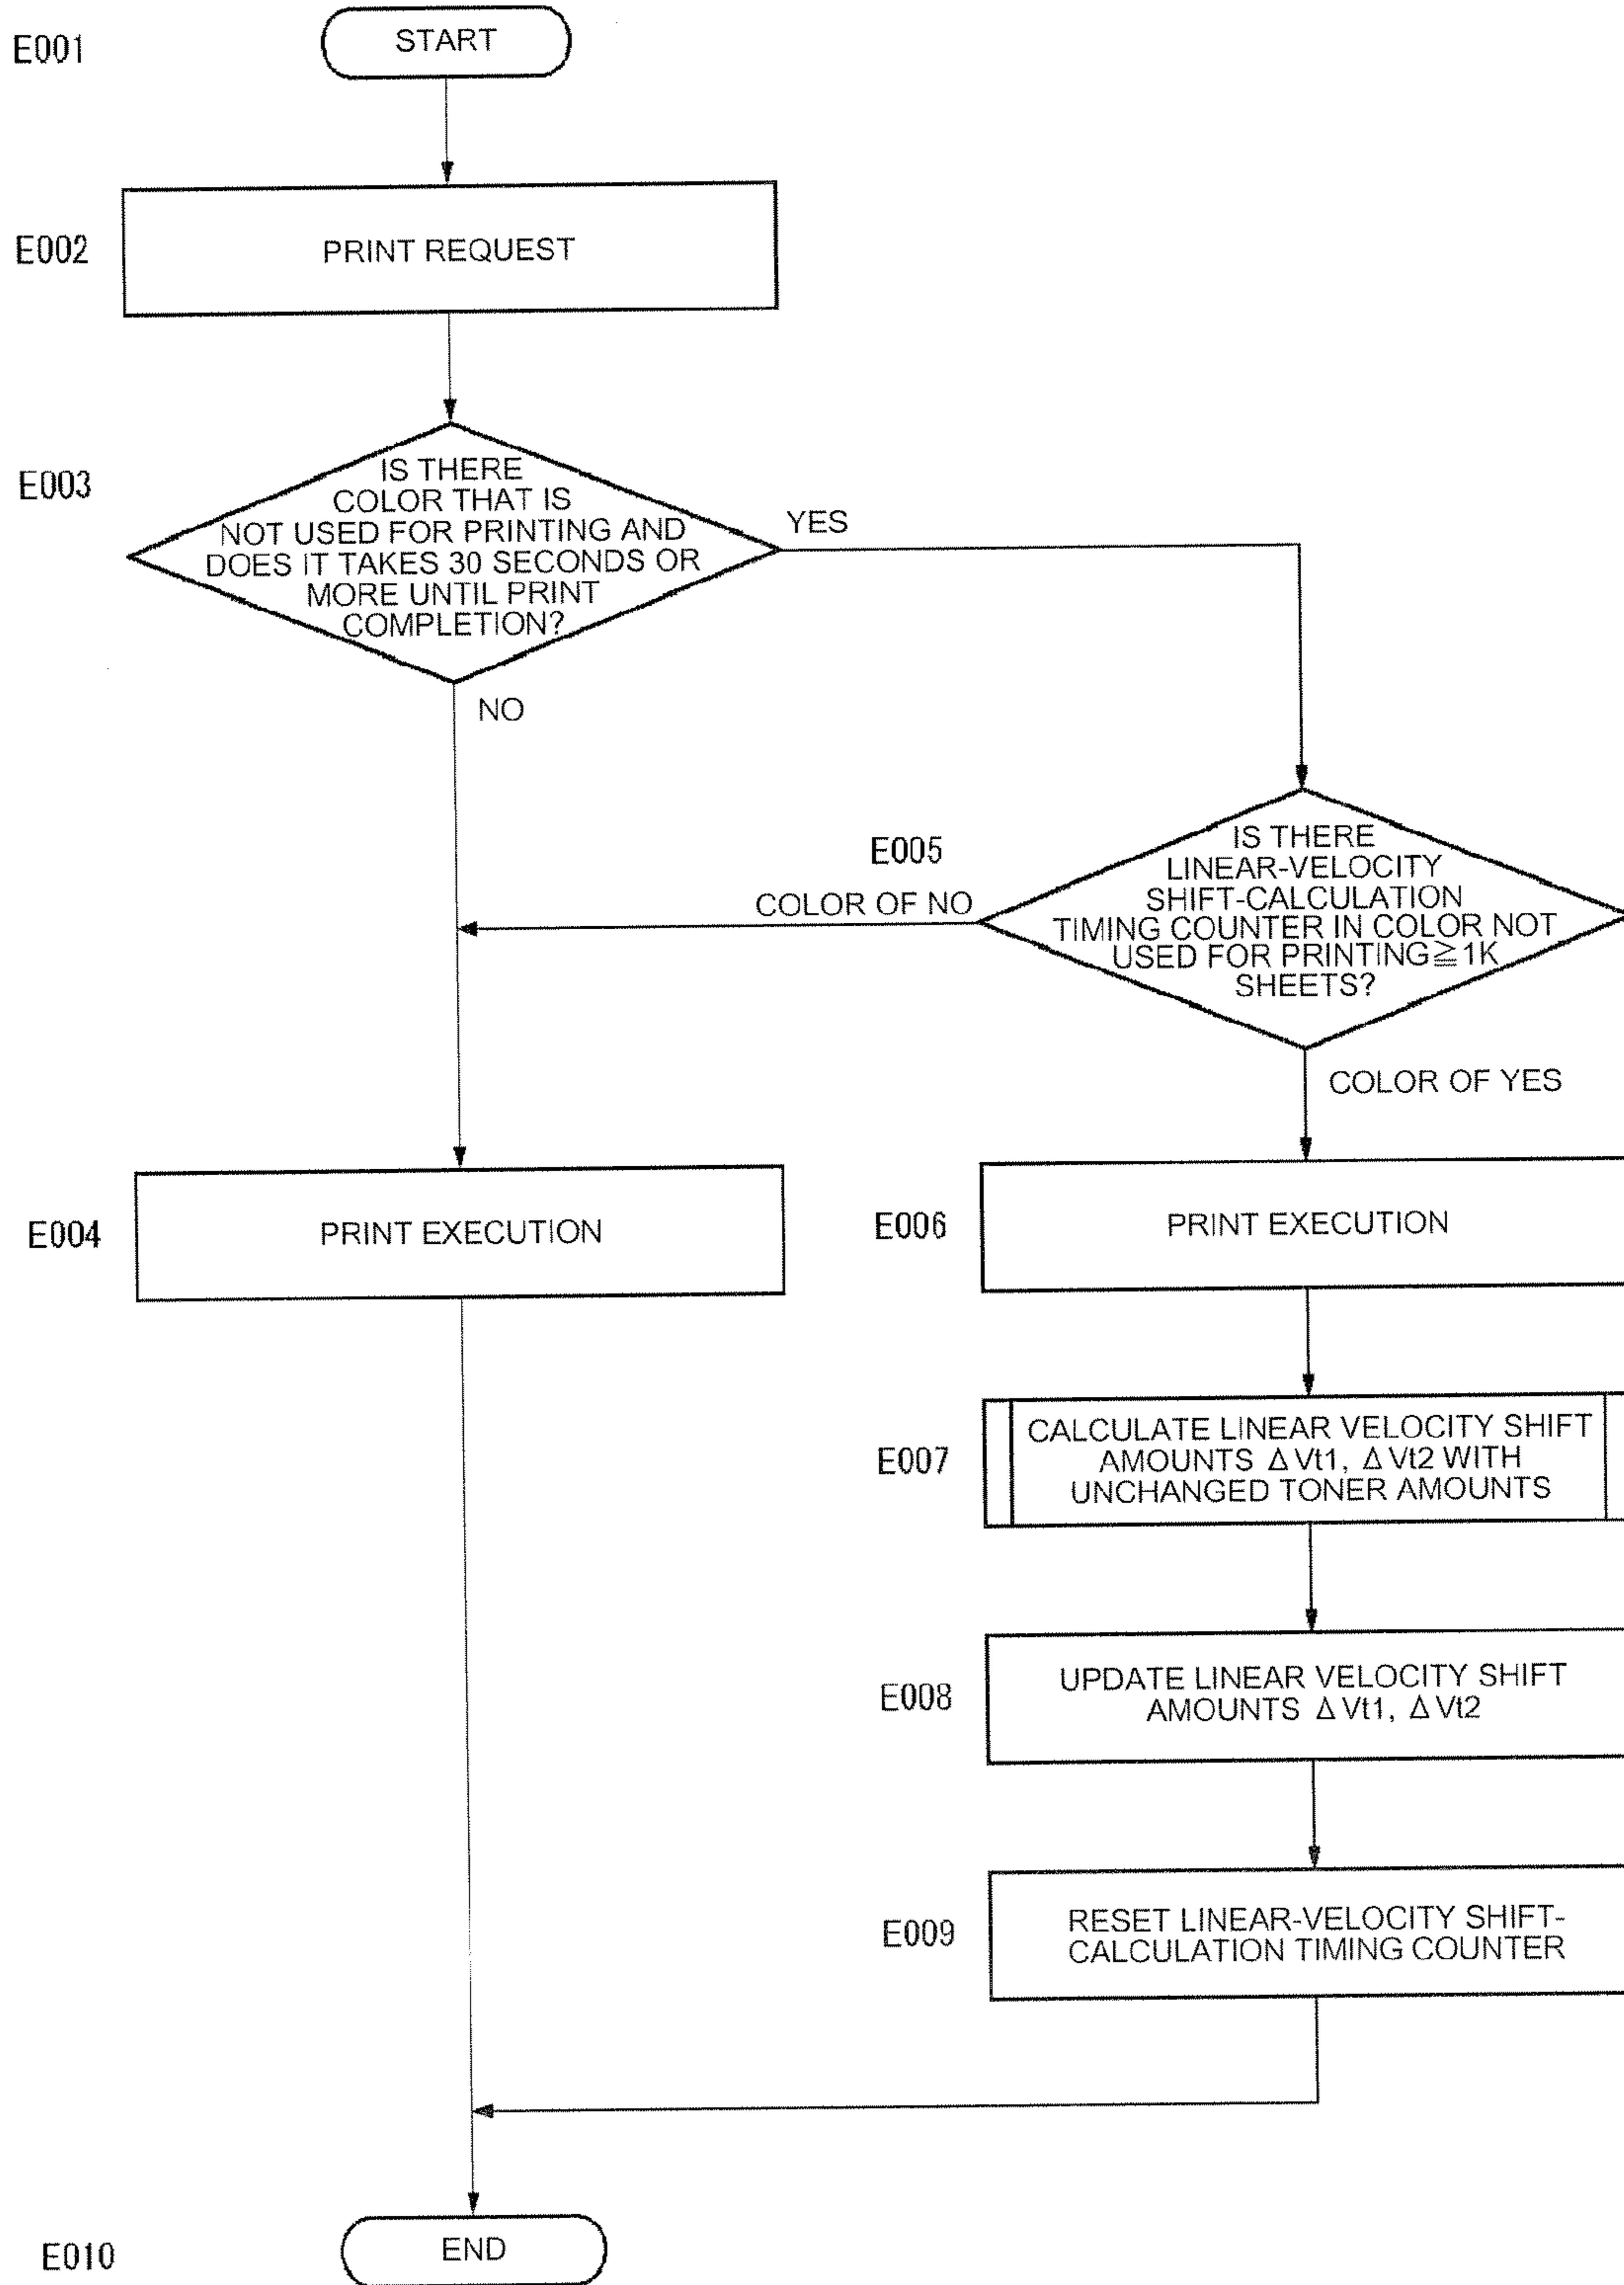 E001
START
E002
PRINT REQUEST
E003
IS THERE
COLOR THAT IS
NOT USED FOR PRINTING AND
DOES IT TAKES 30 SECONDS OR
MORE UNTIL PRINT
COMPLETION?
YES
NO
E005
COLOR OF NO
IS THERE
LINEAR-VELOCITY
SHIFT-CALCULATION
TIMING COUNTER IN COLOR NOT
USED FOR PRINTING≧1K
SHEETS?
COLOR OF YES
E004
PRINT EXECUTION
E006
PRINT EXECUTION
E007
CALCULATE LINEAR VELOCITY SHIFT
AMOUNTS ΔVt1, ΔVt2 WITH
UNCHANGED TONER AMOUNTS
E008
UPDATE LINEAR VELOCITY SHIFT
AMOUNTS ΔVt1, ΔVt2
E009
RESET LINEAR-VELOCITY SHIFT-
CALCULATION TIMING COUNTER
E010
END